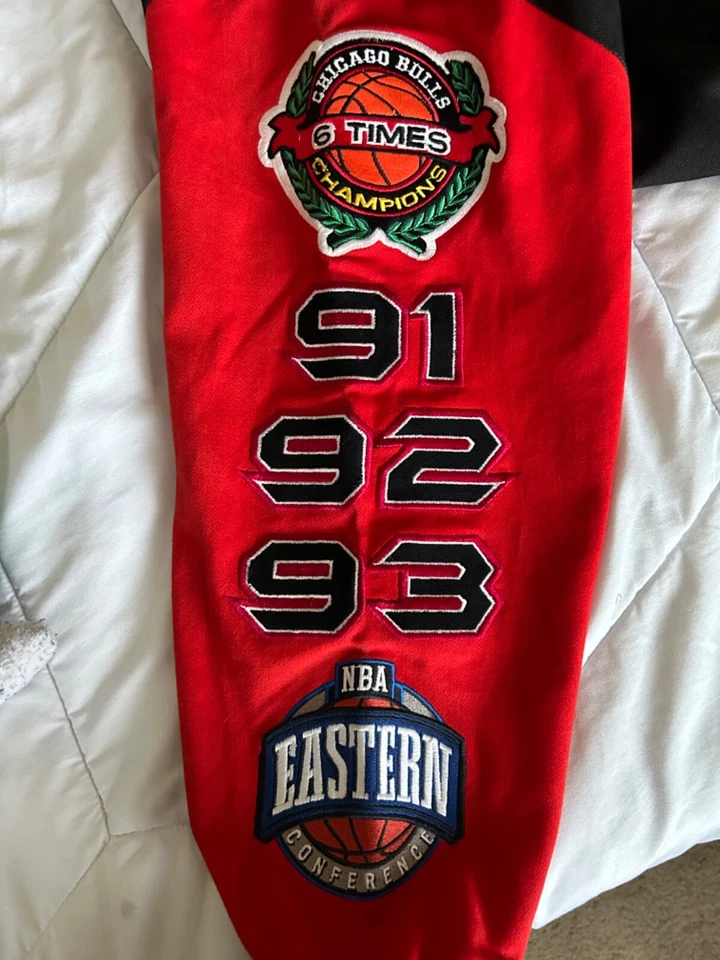 CHICAGO BULLS
6 TIMES
CHAMPIONS
91
92
93
NBA
EASTERN
CONFERENCE